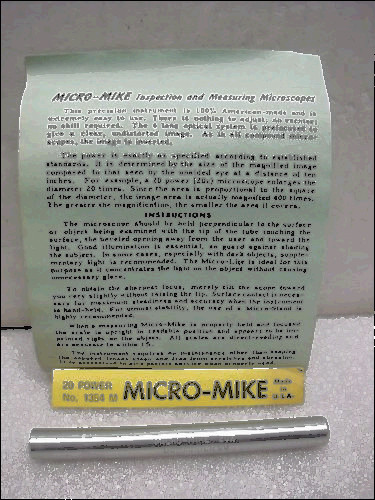 MICRO-MIKE Inspection and Measuring Microscopes
This precision instrument is 100% American-made and is
extremely easy to use. There is nothing to adjust, no exterior,
no skill required. The 4 lens optical system is prefocused to
give a clear, undistorted image. As in all compound micro-
scopes, the image is inverted.
The power is exactly as specified according to established
standards. It is determined by the size of the magnified image
compared to that seen by the unaided eye at a distance of ten
inches. For example, a 20 power (20x) microscope enlarges the
diameter 20 times. Since the area is proportional to the square
of the diameter, the image area is actually magnified 400 times.
The greater the magnification, the smaller the area it covers.
INSTRUCTIONS
The microscope should be held perpendicular to the surface
or object being examined with the tip of the tube touching the
surface, the beveled opening away from the user and toward the
light. Good illumination is essential, so guard against shading
the subject. In some cases, especially with dark objects, supple-
mentary light is recommended. The Micro-Lite is ideal for this
purpose as it concentrates the light on the object without causing
unnecessary glare.
To obtain the sharpest focus, merely tilt the scope toward
you very slightly without raising the tip. Surface contact is neces-
sary for maximum steadiness and accuracy when the instrument
is hand-held. For utmost stability, the use of a Micro-Stand is
highly recommended.
When a measuring Micro-Mike is properly held and focused
the scale is upright in readable position and appears to be im-
printed right on the object. All scales are direct-reading and
are accurate to within
This instrument requires no maintenance other than keeping
20 POWER
No. 1354 M
MICRO-MIKE
Made
in
U.S.A.